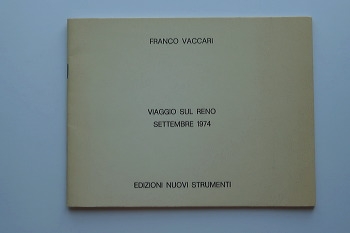 FRANCO VACCARI
VIAGGIO SUL RENO
SETTEMBRE 1974
EDIZIONI NUOVI STRUMENTI